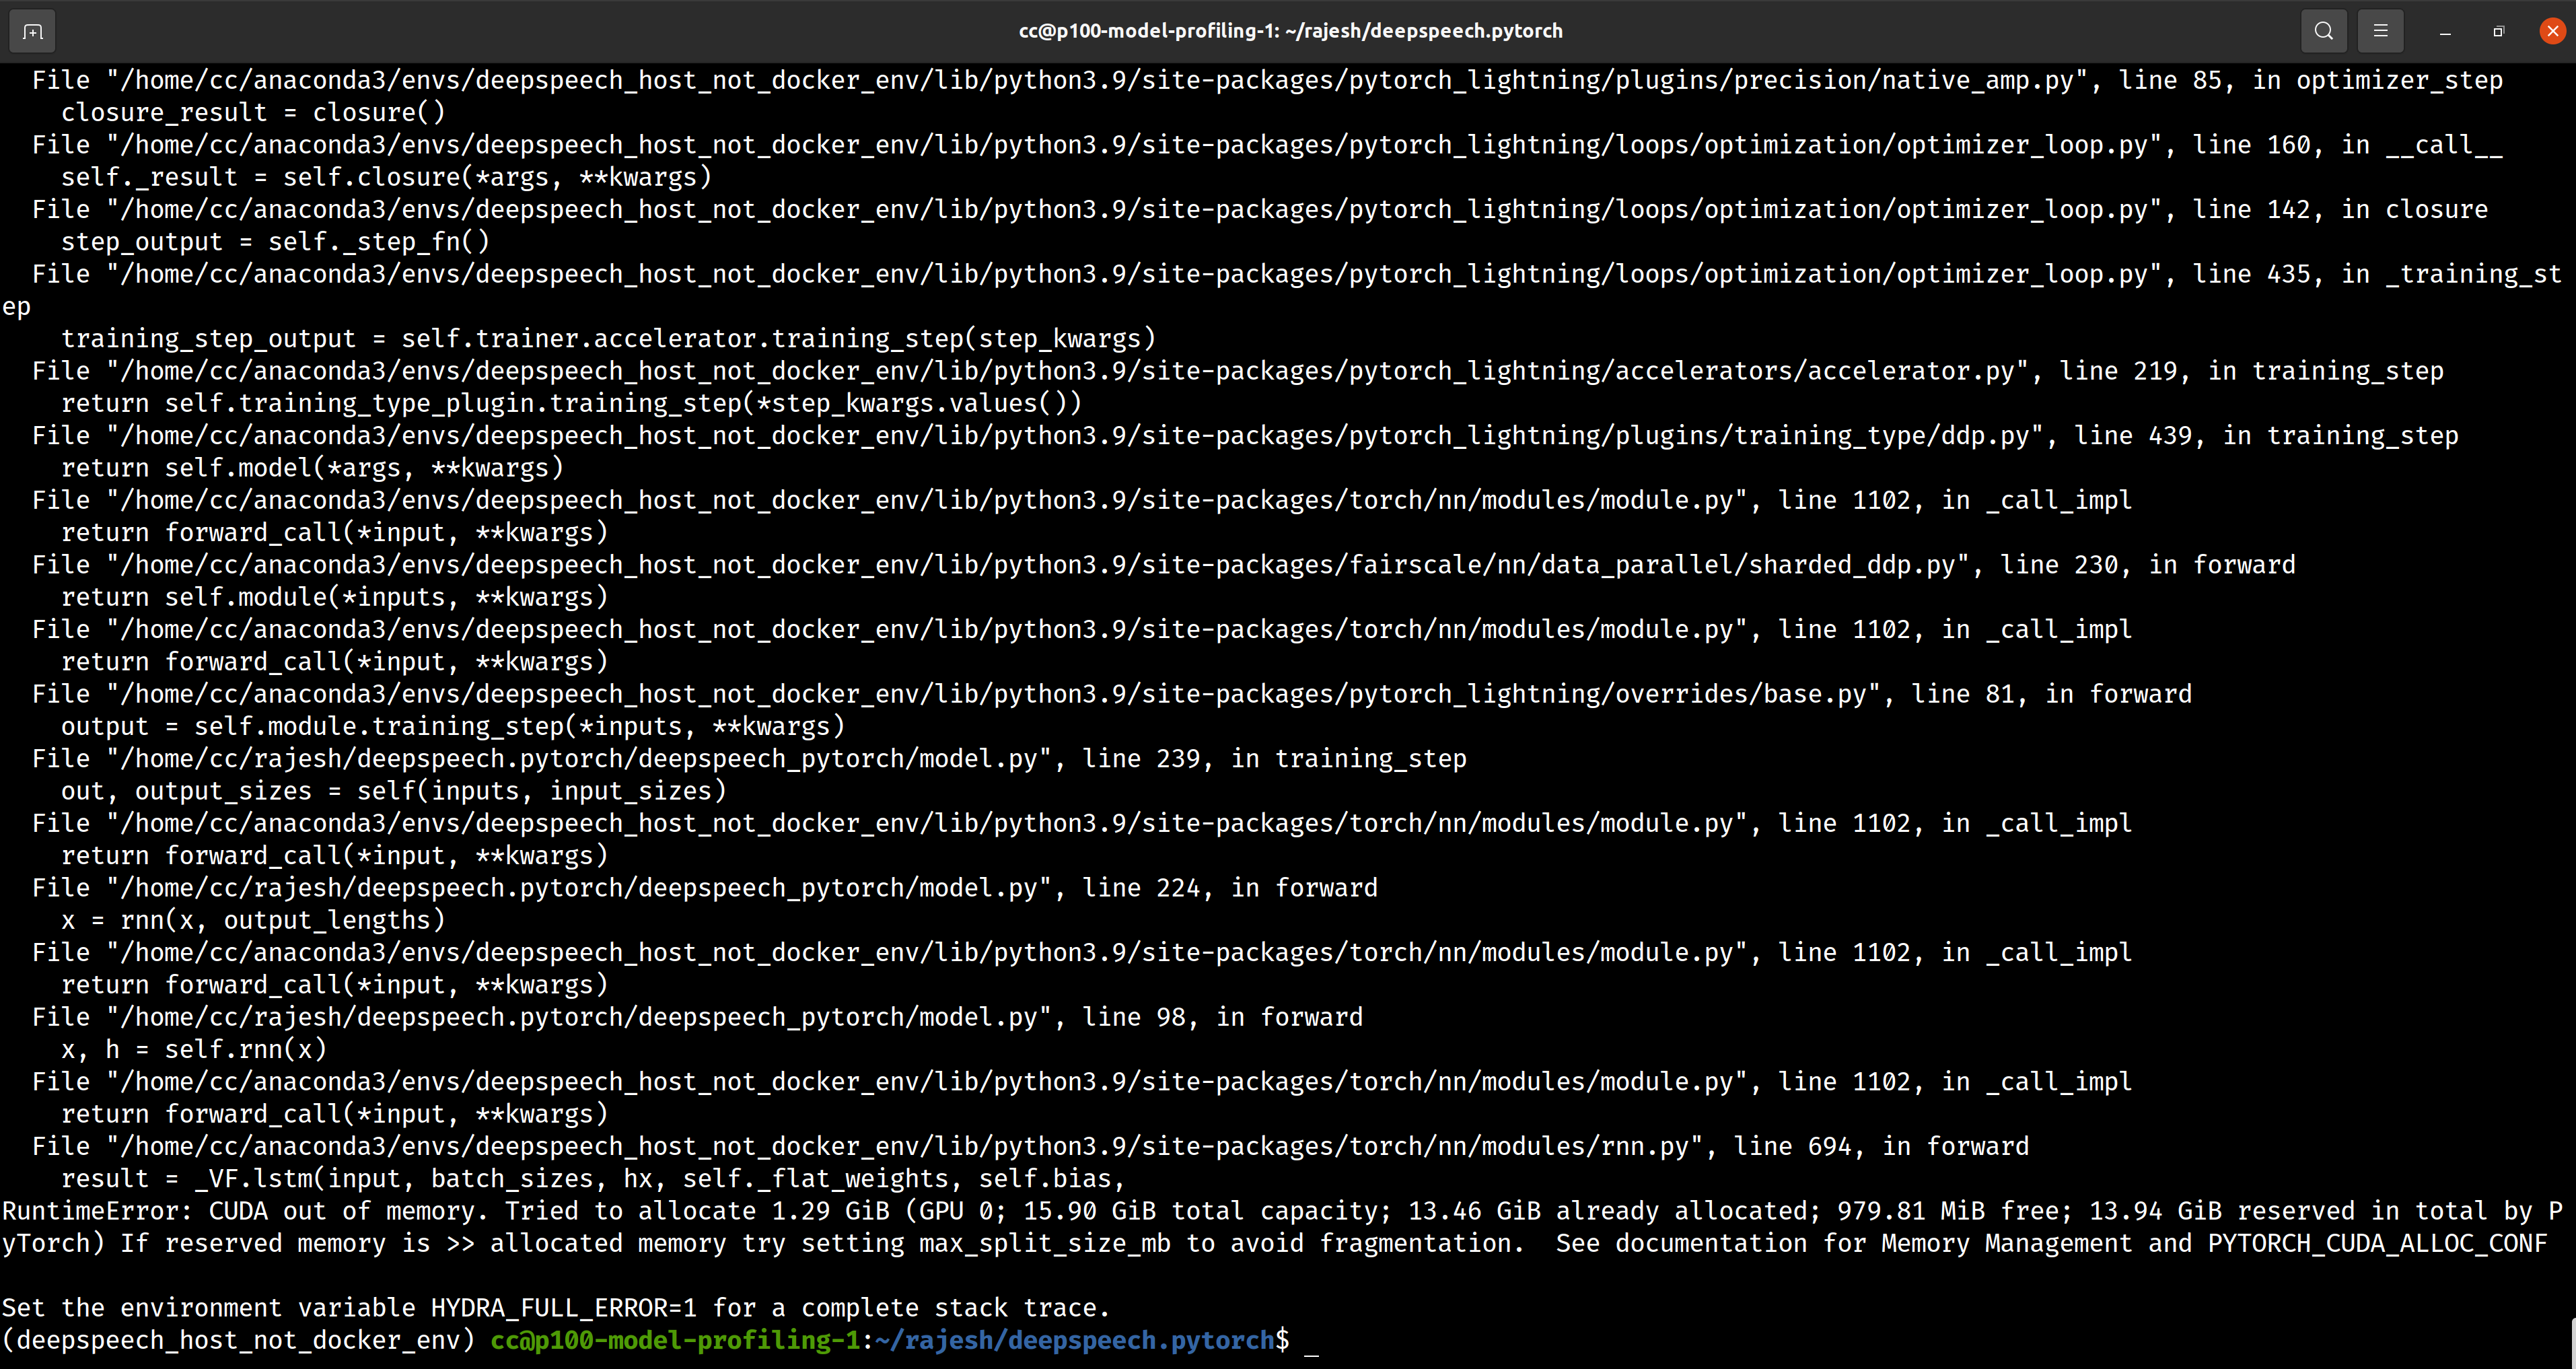 cc@p100-model-profiling-1: ~/rajesh/deepspeech.pytorch
  File "/home/cc/anaconda3/envs/deepspeech_host_not_docker_env/lib/python3.9/site-packages/pytorch_lightning/plugins/precision/native_amp.py", line 85, in optimizer_step
    closure_result = closure()
  File "/home/cc/anaconda3/envs/deepspeech_host_not_docker_env/lib/python3.9/site-packages/pytorch_lightning/loops/optimization/optimizer_loop.py", line 160, in __call__
    self._result = self.closure(*args, **kwargs)
  File "/home/cc/anaconda3/envs/deepspeech_host_not_docker_env/lib/python3.9/site-packages/pytorch_lightning/loops/optimization/optimizer_loop.py", line 142, in closure
    step_output = self._step_fn()
  File "/home/cc/anaconda3/envs/deepspeech_host_not_docker_env/lib/python3.9/site-packages/pytorch_lightning/loops/optimization/optimizer_loop.py", line 435, in _training_st
ep
    training_step_output = self.trainer.accelerator.training_step(step_kwargs)
  File "/home/cc/anaconda3/envs/deepspeech_host_not_docker_env/lib/python3.9/site-packages/pytorch_lightning/accelerators/accelerator.py", line 219, in training_step
    return self.training_type_plugin.training_step(*step_kwargs.values())
  File "/home/cc/anaconda3/envs/deepspeech_host_not_docker_env/lib/python3.9/site-packages/pytorch_lightning/plugins/training_type/ddp.py", line 439, in training_step
    return self.model(*args, **kwargs)
  File "/home/cc/anaconda3/envs/deepspeech_host_not_docker_env/lib/python3.9/site-packages/torch/nn/modules/module.py", line 1102, in _call_impl
    return forward_call(*input, **kwargs)
  File "/home/cc/anaconda3/envs/deepspeech_host_not_docker_env/lib/python3.9/site-packages/fairscale/nn/data_parallel/sharded_ddp.py", line 230, in forward
    return self.module(*inputs, **kwargs)
  File "/home/cc/anaconda3/envs/deepspeech_host_not_docker_env/lib/python3.9/site-packages/torch/nn/modules/module.py", line 1102, in _call_impl
    return forward_call(*input, **kwargs)
  File "/home/cc/anaconda3/envs/deepspeech_host_not_docker_env/lib/python3.9/site-packages/pytorch_lightning/overrides/base.py", line 81, in forward
    output = self.module.training_step(*inputs, **kwargs)
  File "/home/cc/rajesh/deepspeech.pytorch/deepspeech_pytorch/model.py", line 239, in training_step
    out, output_sizes = self(inputs, input_sizes)
  File "/home/cc/anaconda3/envs/deepspeech_host_not_docker_env/lib/python3.9/site-packages/torch/nn/modules/module.py", line 1102, in _call_impl
    return forward_call(*input, **kwargs)
  File "/home/cc/rajesh/deepspeech.pytorch/deepspeech_pytorch/model.py", line 224, in forward
    x = rnn(x, output_lengths)
  File "/home/cc/anaconda3/envs/deepspeech_host_not_docker_env/lib/python3.9/site-packages/torch/nn/modules/module.py", line 1102, in _call_impl
    return forward_call(*input, **kwargs)
  File "/home/cc/rajesh/deepspeech.pytorch/deepspeech_pytorch/model.py", line 98, in forward
    x, h = self.rnn(x)
  File "/home/cc/anaconda3/envs/deepspeech_host_not_docker_env/lib/python3.9/site-packages/torch/nn/modules/module.py", line 1102, in _call_impl
    return forward_call(*input, **kwargs)
  File "/home/cc/anaconda3/envs/deepspeech_host_not_docker_env/lib/python3.9/site-packages/torch/nn/modules/rnn.py", line 694, in forward
    result = _VF.lstm(input, batch_sizes, hx, self._flat_weights, self.bias,
RuntimeError: CUDA out of memory. Tried to allocate 1.29 GiB (GPU 0; 15.90 GiB total capacity; 13.46 GiB already allocated; 979.81 MiB free; 13.94 GiB reserved in total by P
yTorch) If reserved memory is >> allocated memory try setting max_split_size_mb to avoid fragmentation.  See documentation for Memory Management and PYTORCH_CUDA_ALLOC_CONF

Set the environment variable HYDRA_FULL_ERROR=1 for a complete stack trace.
(deepspeech_host_not_docker_env) cc@p100-model-profiling-1:~/rajesh/deepspeech.pytorch$ _